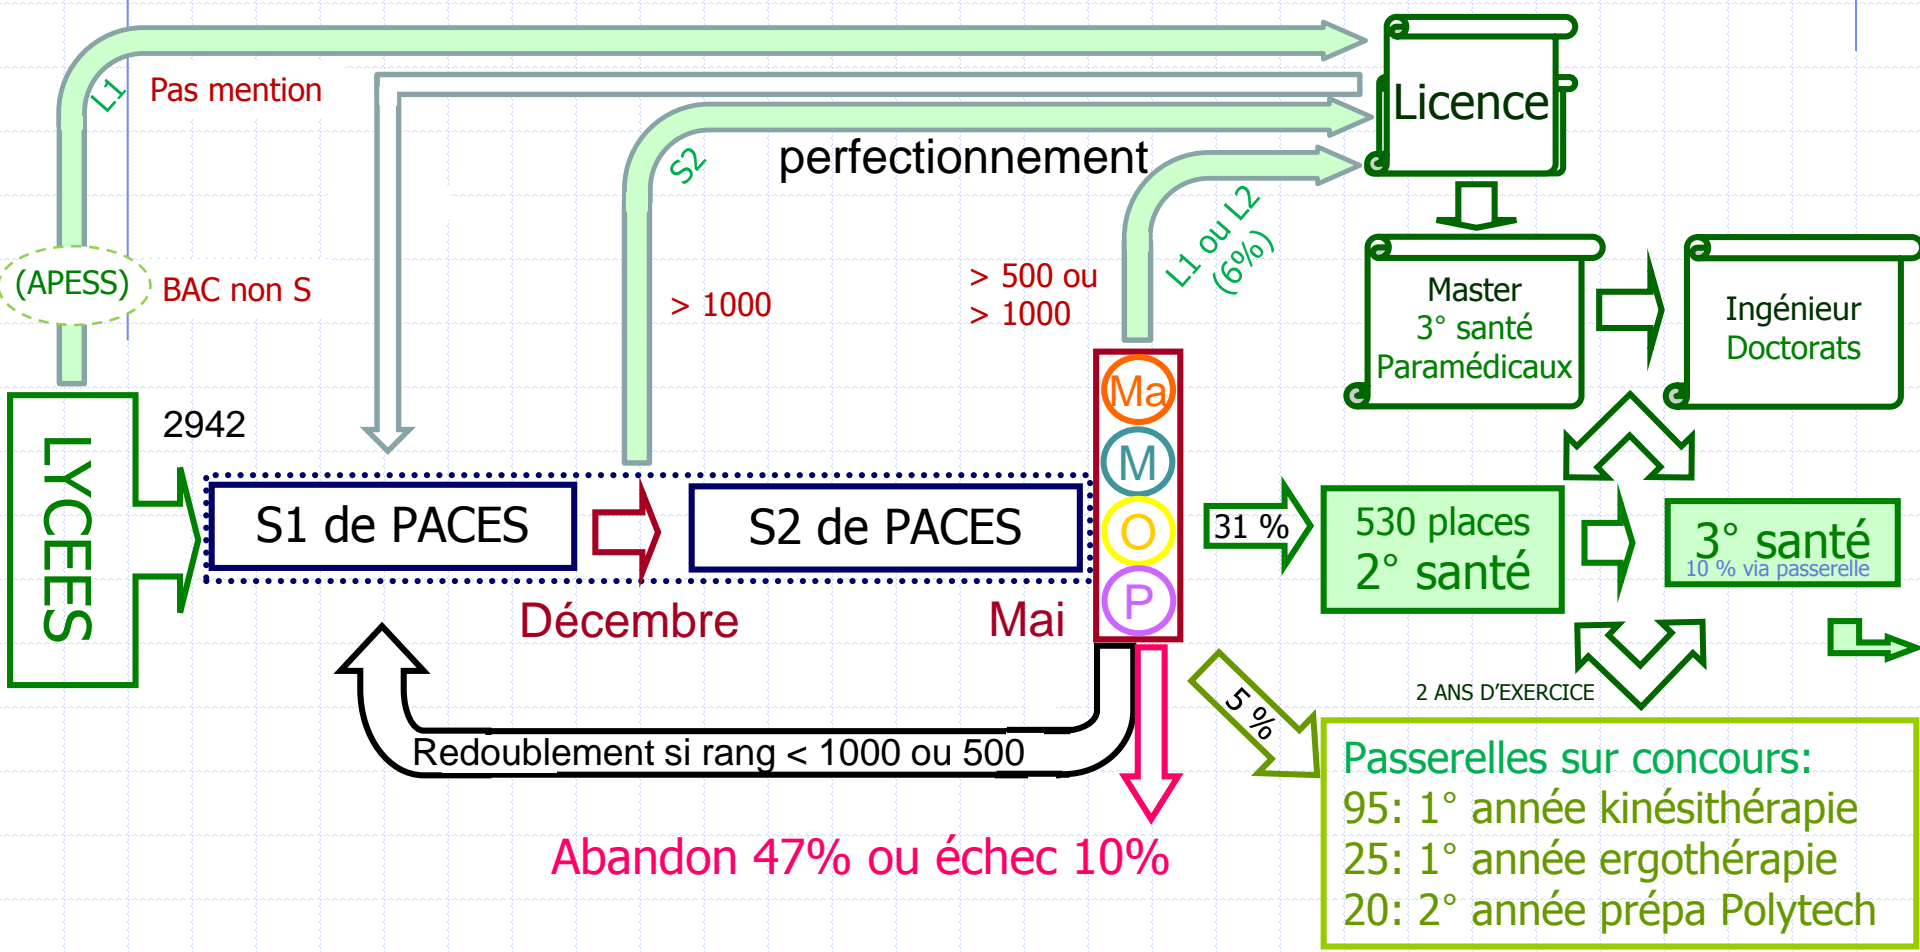 L1
Pas mention
Licence
S2
perfectionnement
L1 ou L2
(6%)
(APESS)
BAC non S
> 1000
> 500 ou
> 1000
Master
3° santé
Paramédicaux
Ingénieur
Doctorats
2942
LYCEES
S1 de PACES
S2 de PACES
Ma
M
O
P
31 %
530 places
2° santé
3° santé
10 % via passerelle
Décembre
Mai
5 %
2 ANS D'EXERCICE
Redoublement si rang < 1000 ou 500
Abandon 47% ou échec 10%
Passerelles sur concours:
95: 1° année kinésithérapie
25: 1° année ergothérapie
20: 2° année prépa Polytech